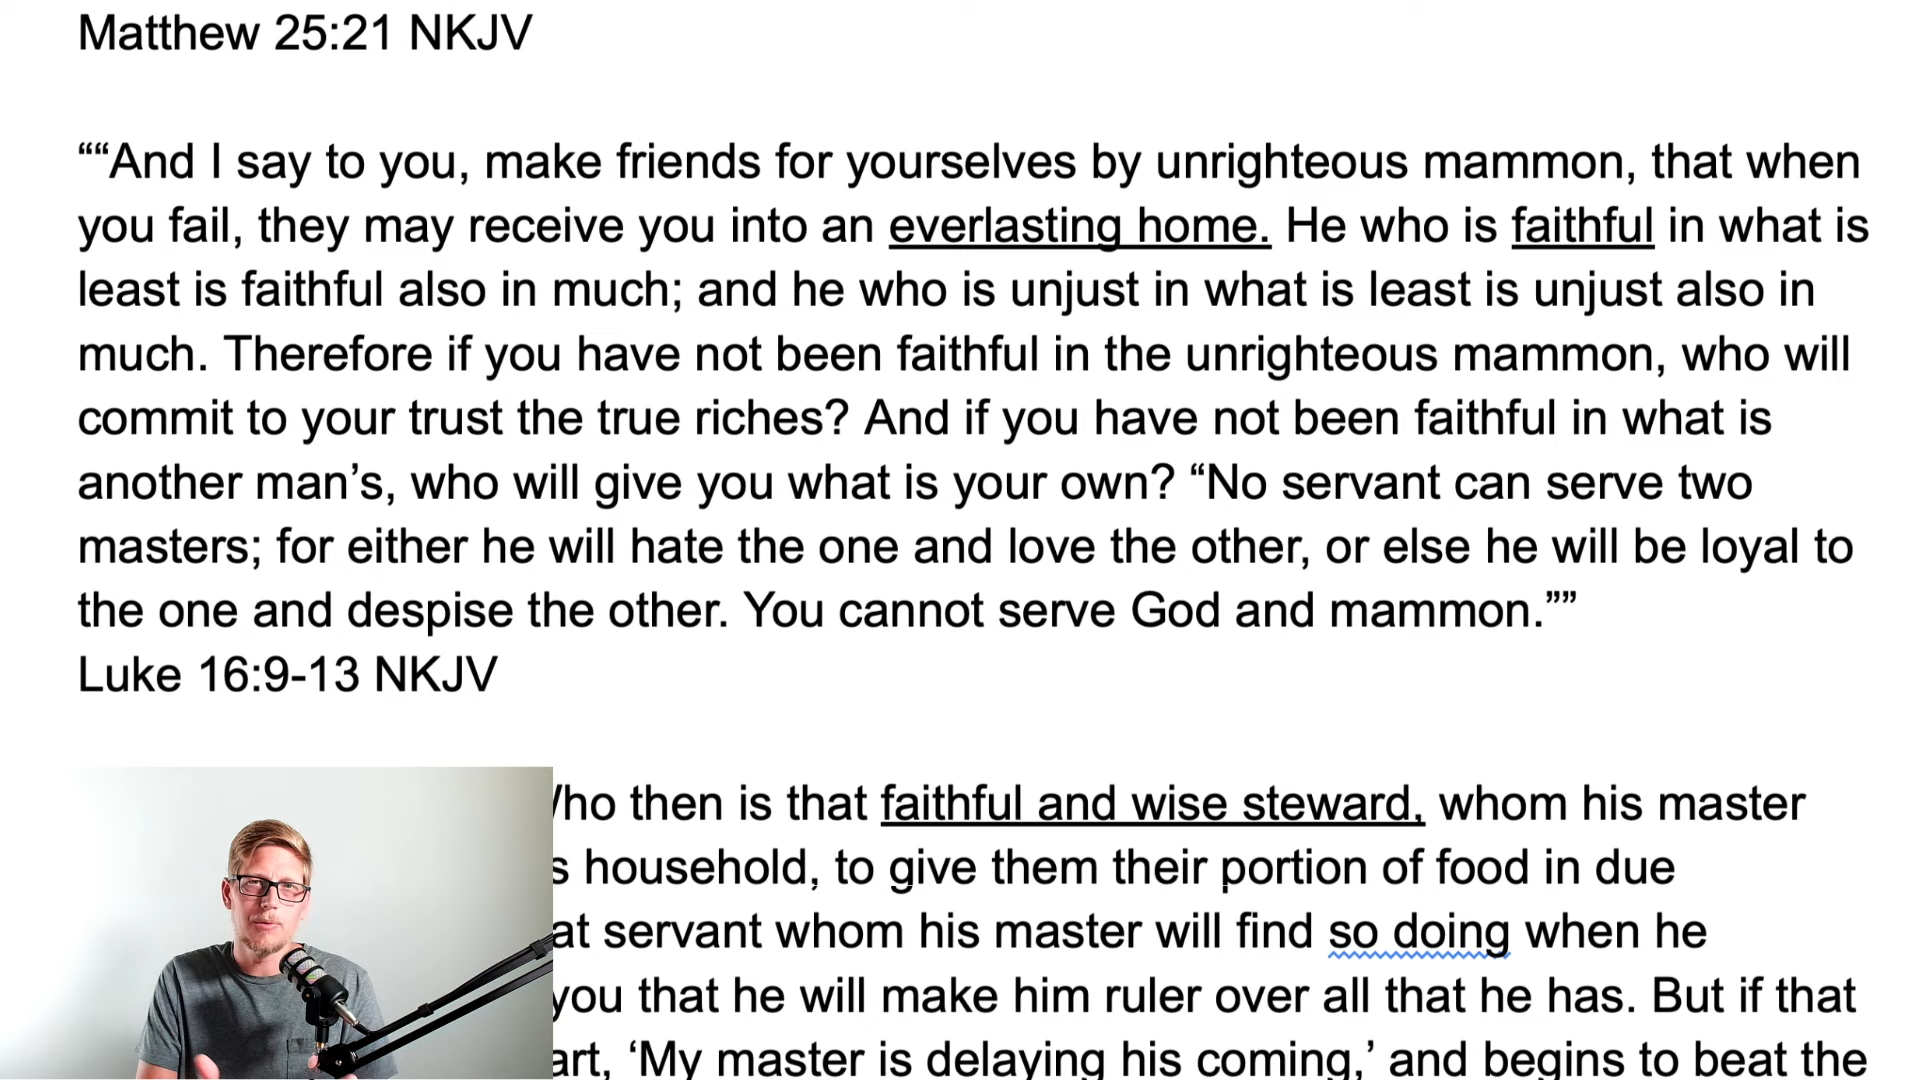 Matthew 25:21 NKJV
““And I say to you, make friends for yourselves by unrighteous mammon, that when
you fail, they may receive you into an everlasting home. He who is faithful in what is
least is faithful also in much; and he who is unjust in what is least is unjust also in
much. Therefore if you have not been faithful in the unrighteous mammon, who will
commit to your trust the true riches? And if you have not been faithful in what is
another man’s, who will give you what is your own? “No servant can serve two
masters; for either he will hate the one and love the other, or else he will be loyal to
the one and despise the other. You cannot serve God and mammon.””
Luke 16:9-13 NKJV
then is that faithful and wise steward, whom his master
household, to give them their portion of food in due
servant whom his master will find so doing when he
you that he will make him ruler over all that he has. But if that
‘My master is delaying his coming,’ and begins to beat the